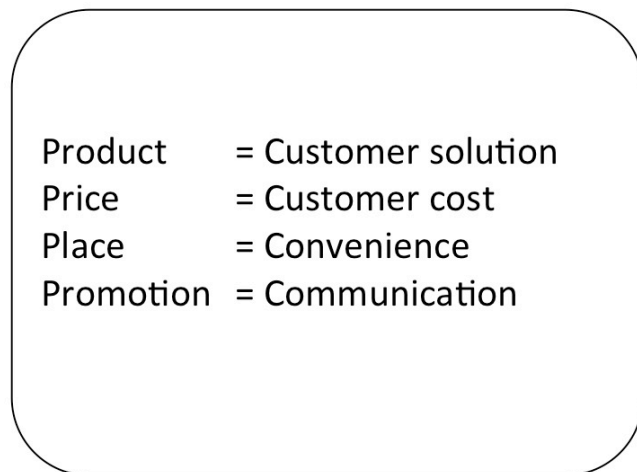 Product = Customer solution
Price = Customer cost
Place = Convenience
Promotion = Communication